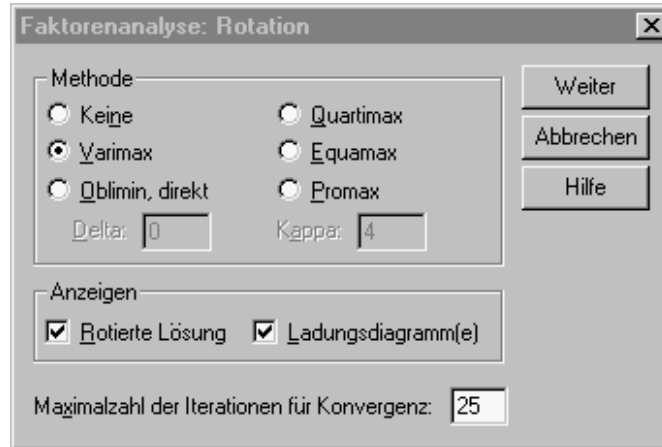 Faktorenanalyse: Rotation
Methode
Keine
Quartimax
Varimax
Equamax
Oblimin, direkt
Promax
Delta: 0
Kappa: 4
Weiter
Abbrechen
Hilfe
Anzeigen
Rotierte Lösung
Ladungsdiagramm(e)
Maximalzahl der Iterationen für Konvergenz: 25